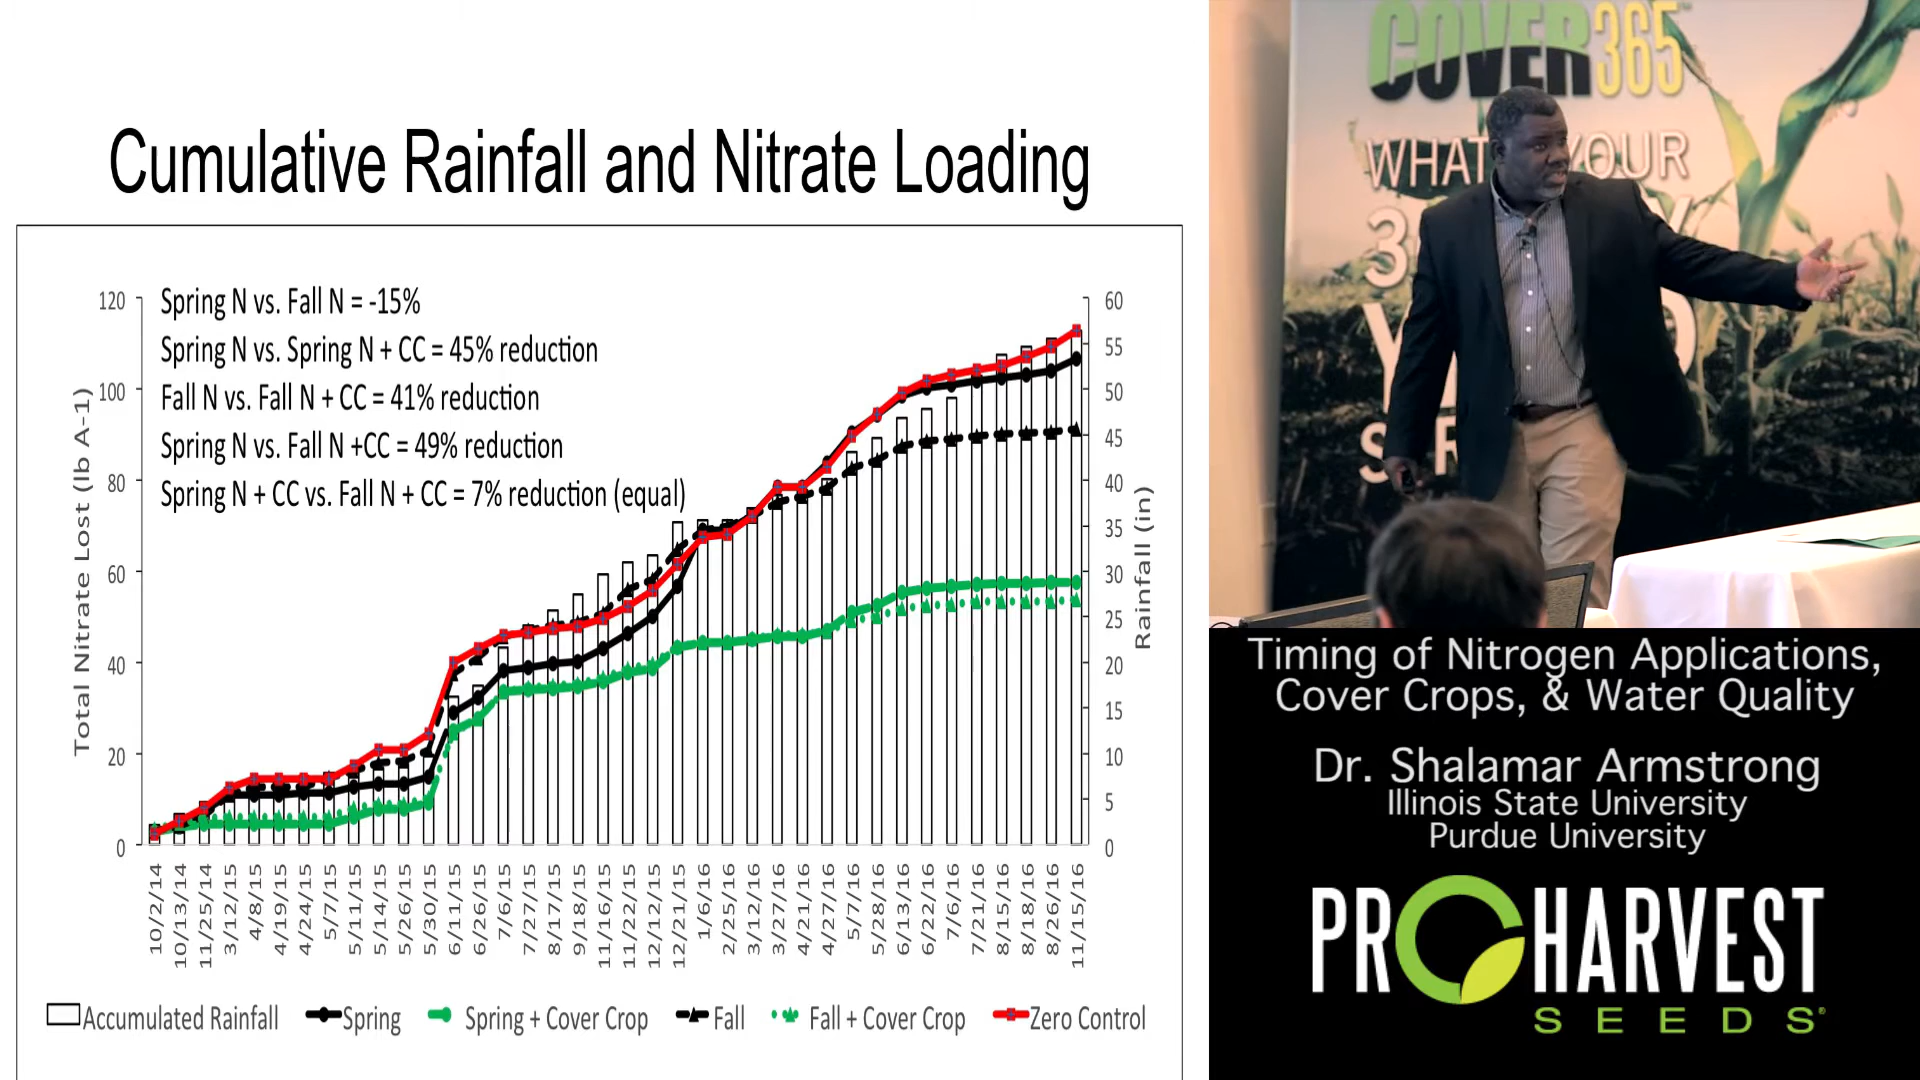 Cumulative Rainfall and Nitrate Loading
Spring N vs. Fall N = -15%
Spring N vs. Spring N + CC = 45% reduction
Fall N vs. Fall N + CC = 41% reduction
Spring N vs. Fall N +CC = 49% reduction
Spring N + CC vs. Fall N + CC = 7% reduction (equal)
Total Nitrate Lost (lb A-1)
120
100
80
60
40
20
0
60
55
50
45
40
35
30
25
20
15
10
5
0
Rainfall (in)
10/2/14
10/13/14
11/25/14
3/12/15
4/8/15
4/19/15
4/24/15
5/7/15
5/11/15
5/14/15
5/26/15
5/30/15
6/11/15
6/26/15
7/6/15
7/27/15
8/17/15
9/18/15
11/16/15
11/22/15
12/12/15
12/21/15
1/6/16
2/25/16
3/12/16
3/27/16
4/21/16
4/27/16
5/7/16
5/28/16
6/13/16
6/22/16
7/6/16
7/21/16
8/15/16
8/18/16
8/26/16
11/15/16
Accumulated Rainfall
Spring
Spring + Cover Crop
Fall
Fall + Cover Crop
Zero Control
COVER365™
YOUR
Timing of Nitrogen Applications,
Cover Crops, & Water Quality
Dr. Shalamar Armstrong
Illinois State University
Purdue University
PROHARVEST
SEEDS®